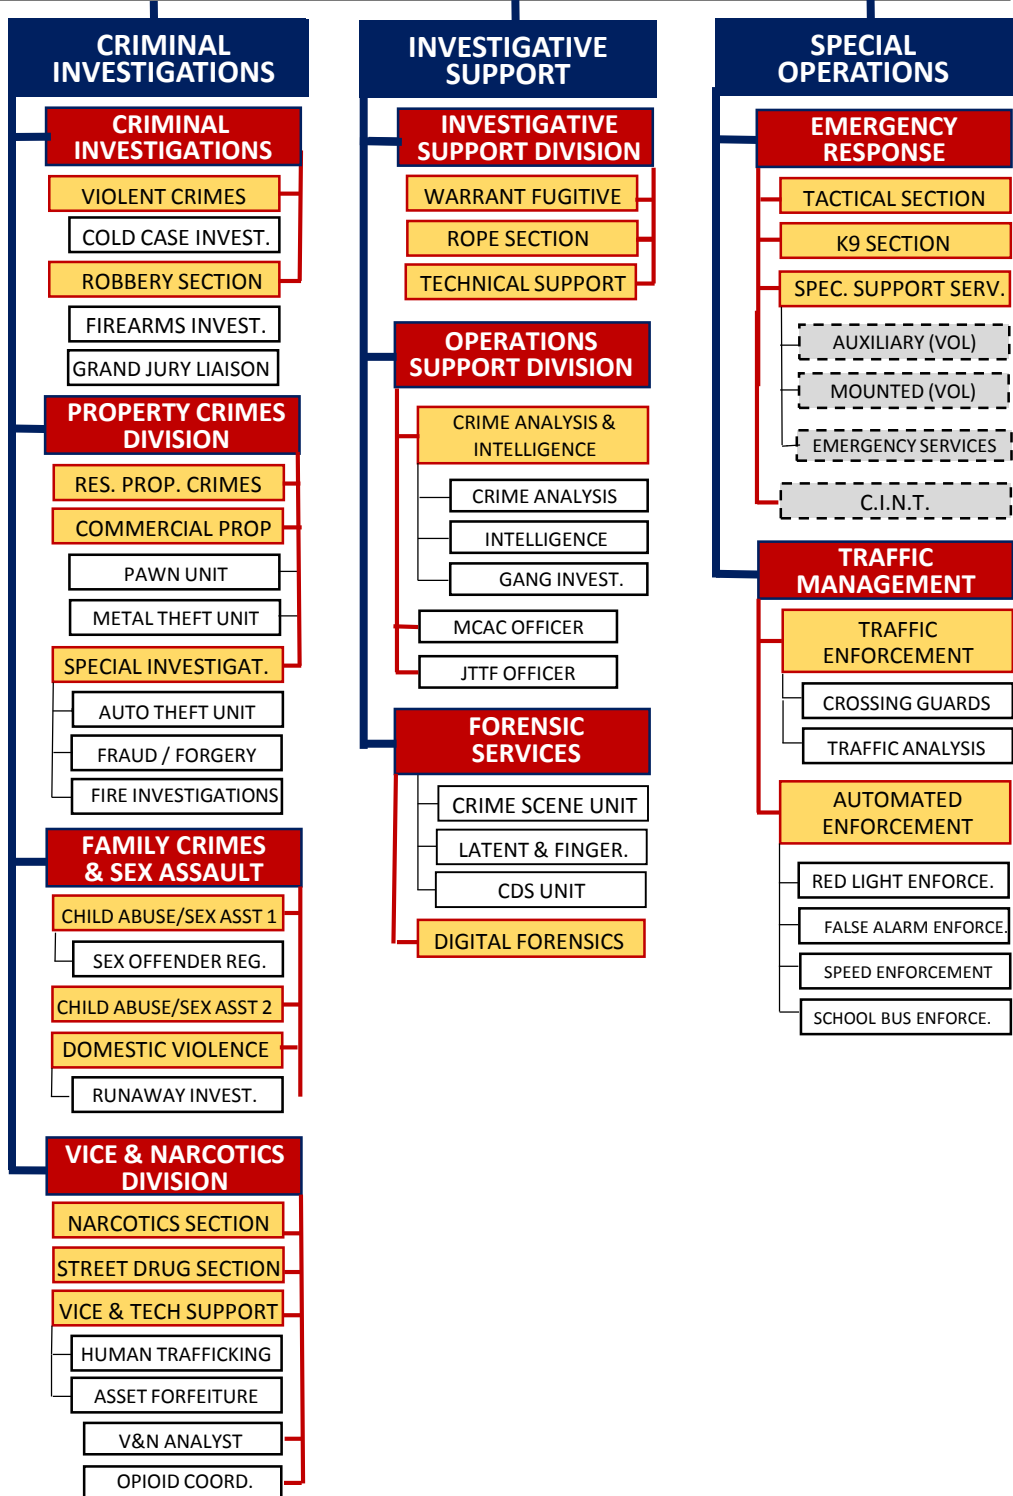 CRIMINAL
INVESTIGATIONS
CRIMINAL
INVESTIGATIONS
VIOLENT CRIMES
COLD CASE INVEST.
ROBBERY SECTION
FIREARMS INVEST.
GRAND JURY LIAISON
PROPERTY CRIMES
DIVISION
RES. PROP. CRIMES
COMMERCIAL PROP
PAWN UNIT
METAL THEFT UNIT
SPECIAL INVESTIGAT.
AUTO THEFT UNIT
FRAUD / FORGERY
FIRE INVESTIGATIONS
FAMILY CRIMES
& SEX ASSAULT
CHILD ABUSE/SEX ASST 1
SEX OFFENDER REG.
CHILD ABUSE/SEX ASST 2
DOMESTIC VIOLENCE
RUNAWAY INVEST.
VICE & NARCOTICS
DIVISION
NARCOTICS SECTION
STREET DRUG SECTION
VICE & TECH SUPPORT
HUMAN TRAFFICKING
ASSET FORFEITURE
V&N ANALYST
OPIOID COORD.
INVESTIGATIVE
SUPPORT
INVESTIGATIVE
SUPPORT DIVISION
WARRANT FUGITIVE
ROPE SECTION
TECHNICAL SUPPORT
OPERATIONS
SUPPORT DIVISION
CRIME ANALYSIS &
INTELLIGENCE
CRIME ANALYSIS
INTELLIGENCE
GANG INVEST.
MCAC OFFICER
JTTF OFFICER
FORENSIC
SERVICES
CRIME SCENE UNIT
LATENT & FINGER.
CDS UNIT
DIGITAL FORENSICS
SPECIAL
OPERATIONS
EMERGENCY
RESPONSE
TACTICAL SECTION
K9 SECTION
SPEC. SUPPORT SERV.
AUXILIARY (VOL)
MOUNTED (VOL)
EMERGENCY SERVICES
C.I.N.T.
TRAFFIC
MANAGEMENT
TRAFFIC
ENFORCEMENT
CROSSING GUARDS
TRAFFIC ANALYSIS
AUTOMATED
ENFORCEMENT
RED LIGHT ENFORCE.
FALSE ALARM ENFORCE.
SPEED ENFORCEMENT
SCHOOL BUS ENFORCE.